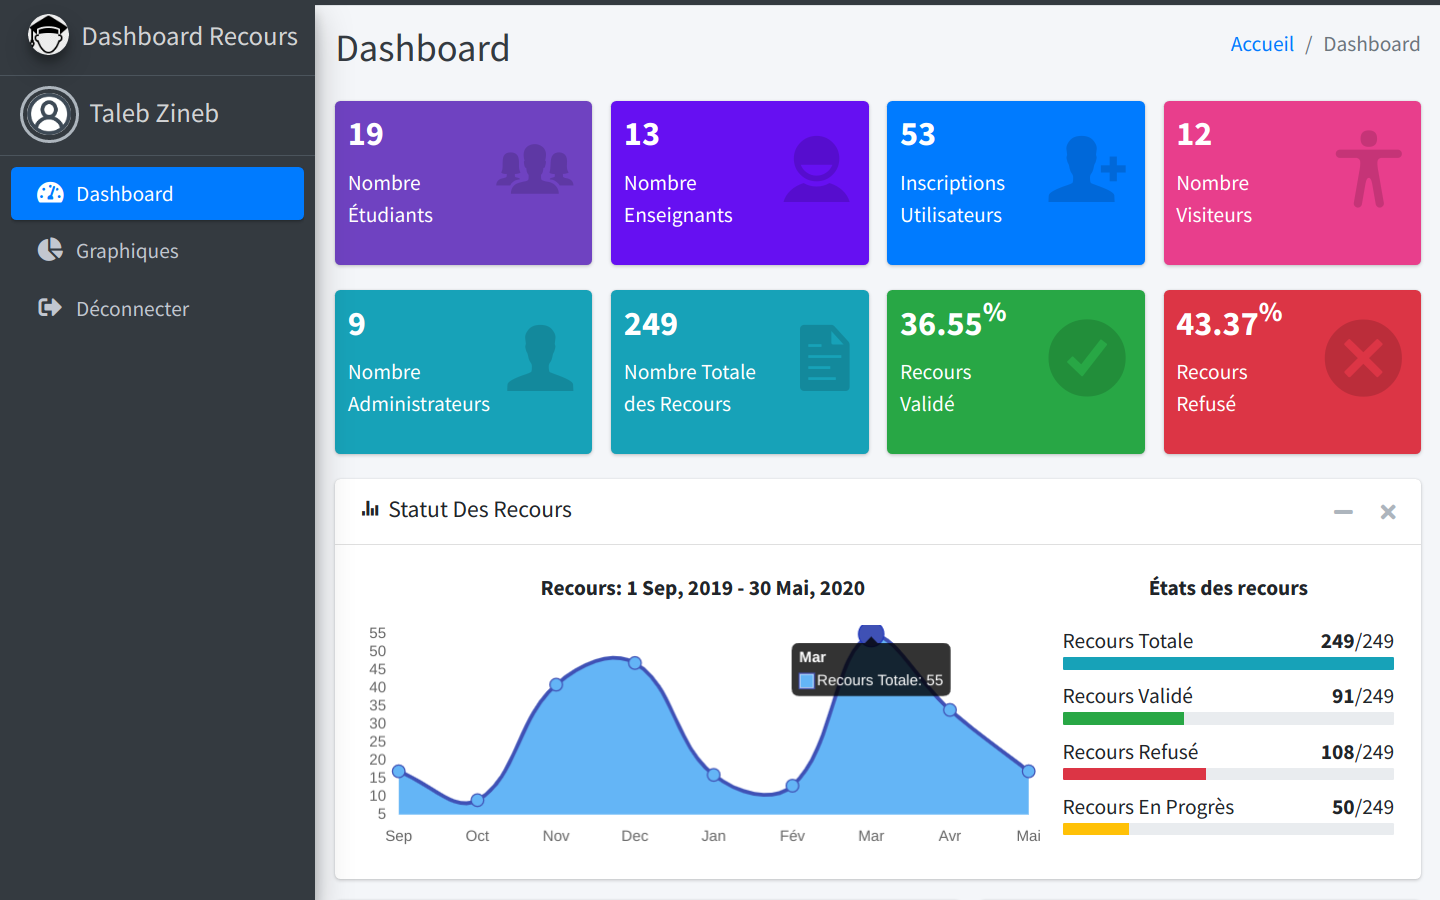 Dashboard Recours
Taleb Zineb
Dashboard
Graphiques
Déconnecter
Dashboard
Accueil / Dashboard
19
Nombre
Étudiants
13
Nombre
Enseignants
53
Inscriptions
Utilisateurs
12
Nombre
Visiteurs
9
Nombre
Administrateurs
249
Nombre Totale
des Recours
36.55%
Recours
Validé
43.37%
Recours
Refusé
Statut Des Recours
Recours: 1 Sep, 2019 - 30 Mai, 2020
55
50
45
40
35
30
25
20
15
10
5
Mar
Recours Totale: 55
Sep Oct Nov Dec Jan Fév Mar Avr Mai
États des recours
Recours Totale 249/249
Recours Validé 91/249
Recours Refusé 108/249
Recours En Progrès 50/249